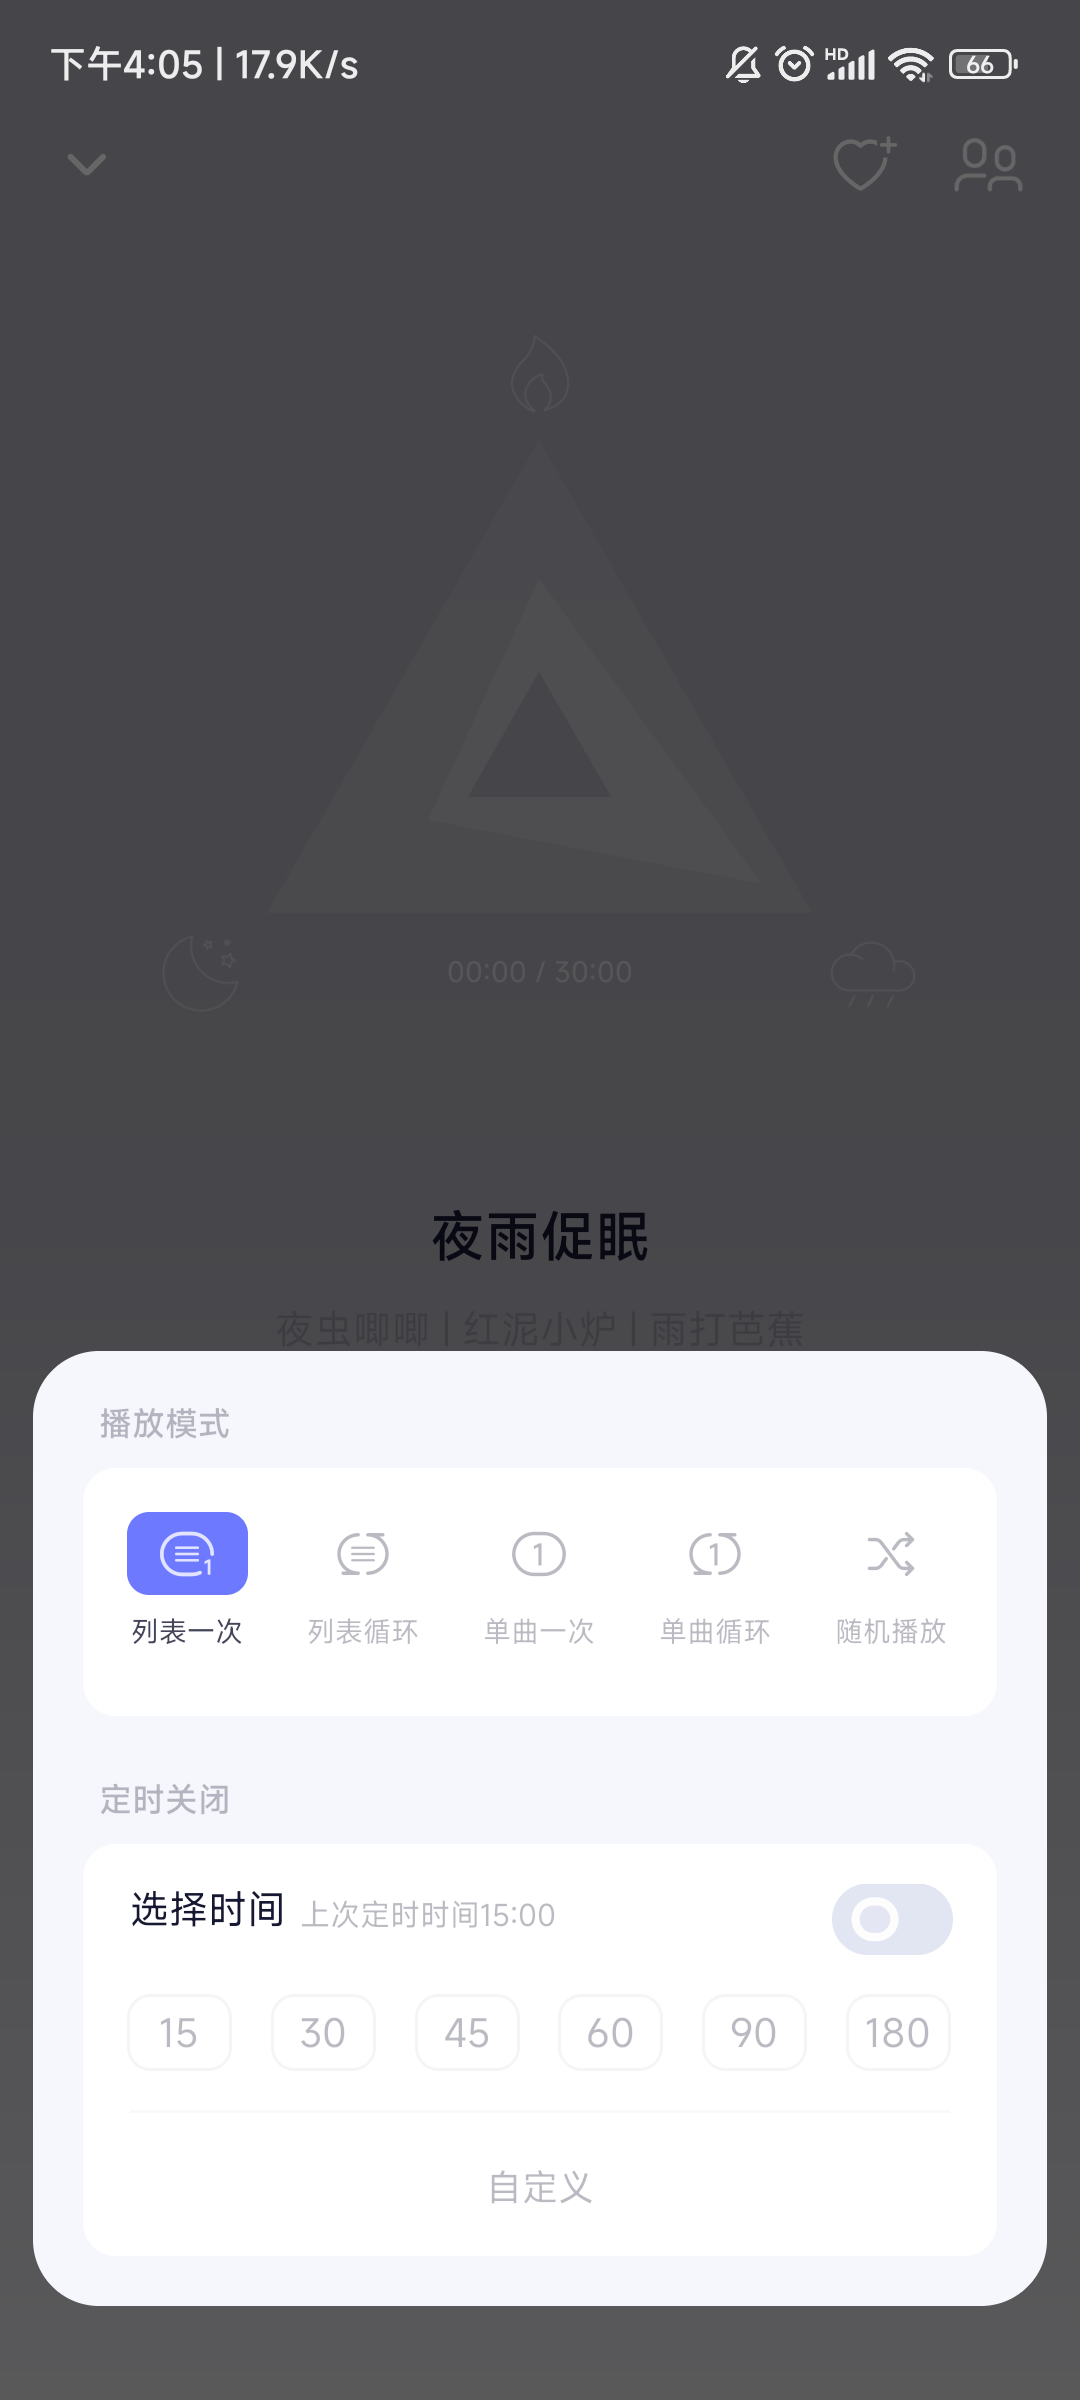 下午4:05 | 17.9K/s
HD
66
00:00 / 30:00
夜雨促眠
夜虫唧唧 | 红泥小炉 | 雨打芭蕉
播放模式
1 1 1
列表一次 列表循环 单曲一次 单曲循环 随机播放
定时关闭
选择时间 上次定时时间15:00
15 30 45 60 90 180
自定义